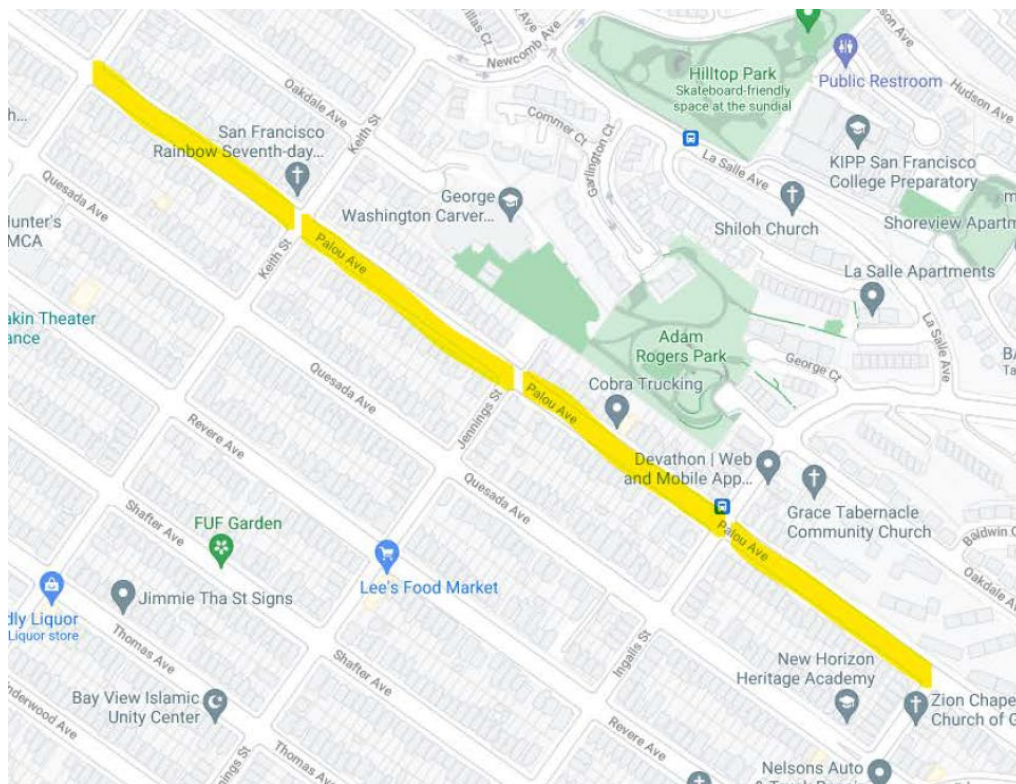 Newcomb Ave
Oakdale Ave
Keith St
San Francisco
Rainbow Seventh-day...
Hilltop Park
Skateboard-friendly
space at the sundial
Public Restroom
Hudson Ave
Commer Ct
Garlington Ct
La Salle Ave
KIPP San Francisco
College Preparatory
Quesada Ave
George
Washington Carver...
Shiloh Church
Shoreview Apartm
La Salle Apartments
Keith St
Palou Ave
La Salle Ave
Adam
Rogers Park
George Ct
Cobra Trucking
Palou Ave
Quesada Ave
Revere Ave
Jennings St
Devathon | Web
and Mobile App...
Grace Tabernacle
Community Church
Palou Ave
Quesada Ave
Shafter Ave
FUF Garden
Lee's Food Market
Oakdale Ave
Jimmie Tha St Signs
dly Liquor
Liquor store
Thomas Ave
Shafter Ave
Ingalls St
New Horizon
Heritage Academy
Zion Chape
Church of G
Bay View Islamic
Unity Center
Revere Ave
Thomas Ave
Nelsons Auto